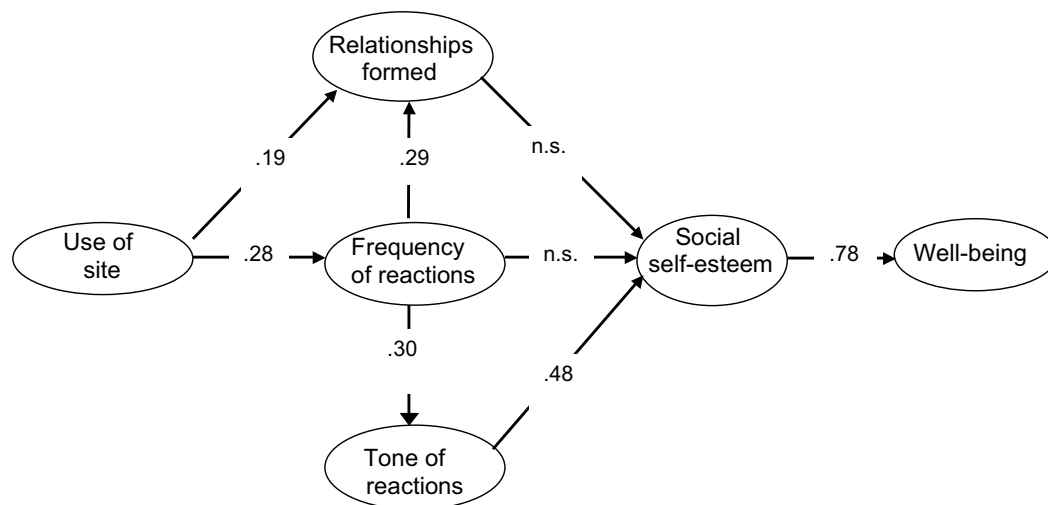 Relationships
formed
.19
.29
n.s.
Use of
site
.28
Frequency
of reactions
n.s.
Social
self-esteem
.78
Well-being
.30
.48
Tone of
reactions